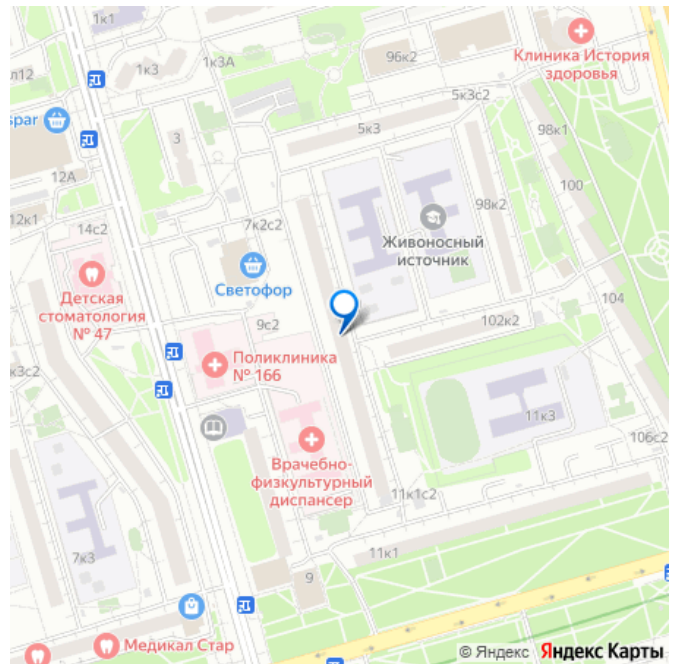 1к1
Клиника История
здоровья
96к2
1к3А
л12
1к3
5к3с2
spar
5к3
98к1
3
12А
100
98к2
12к1
7к2с2
14с2
Живоносный
источник
Светофор
Детская
стоматология
№ 47
104
9с2
102к2
Поликлиника
№ 166
к3с2
11к3
106с2
Врачебно-
физкультурный
диспансер
11к1с2
7к3
11к1
9
Медикал Стар
© Яндекс Яндекс Карты